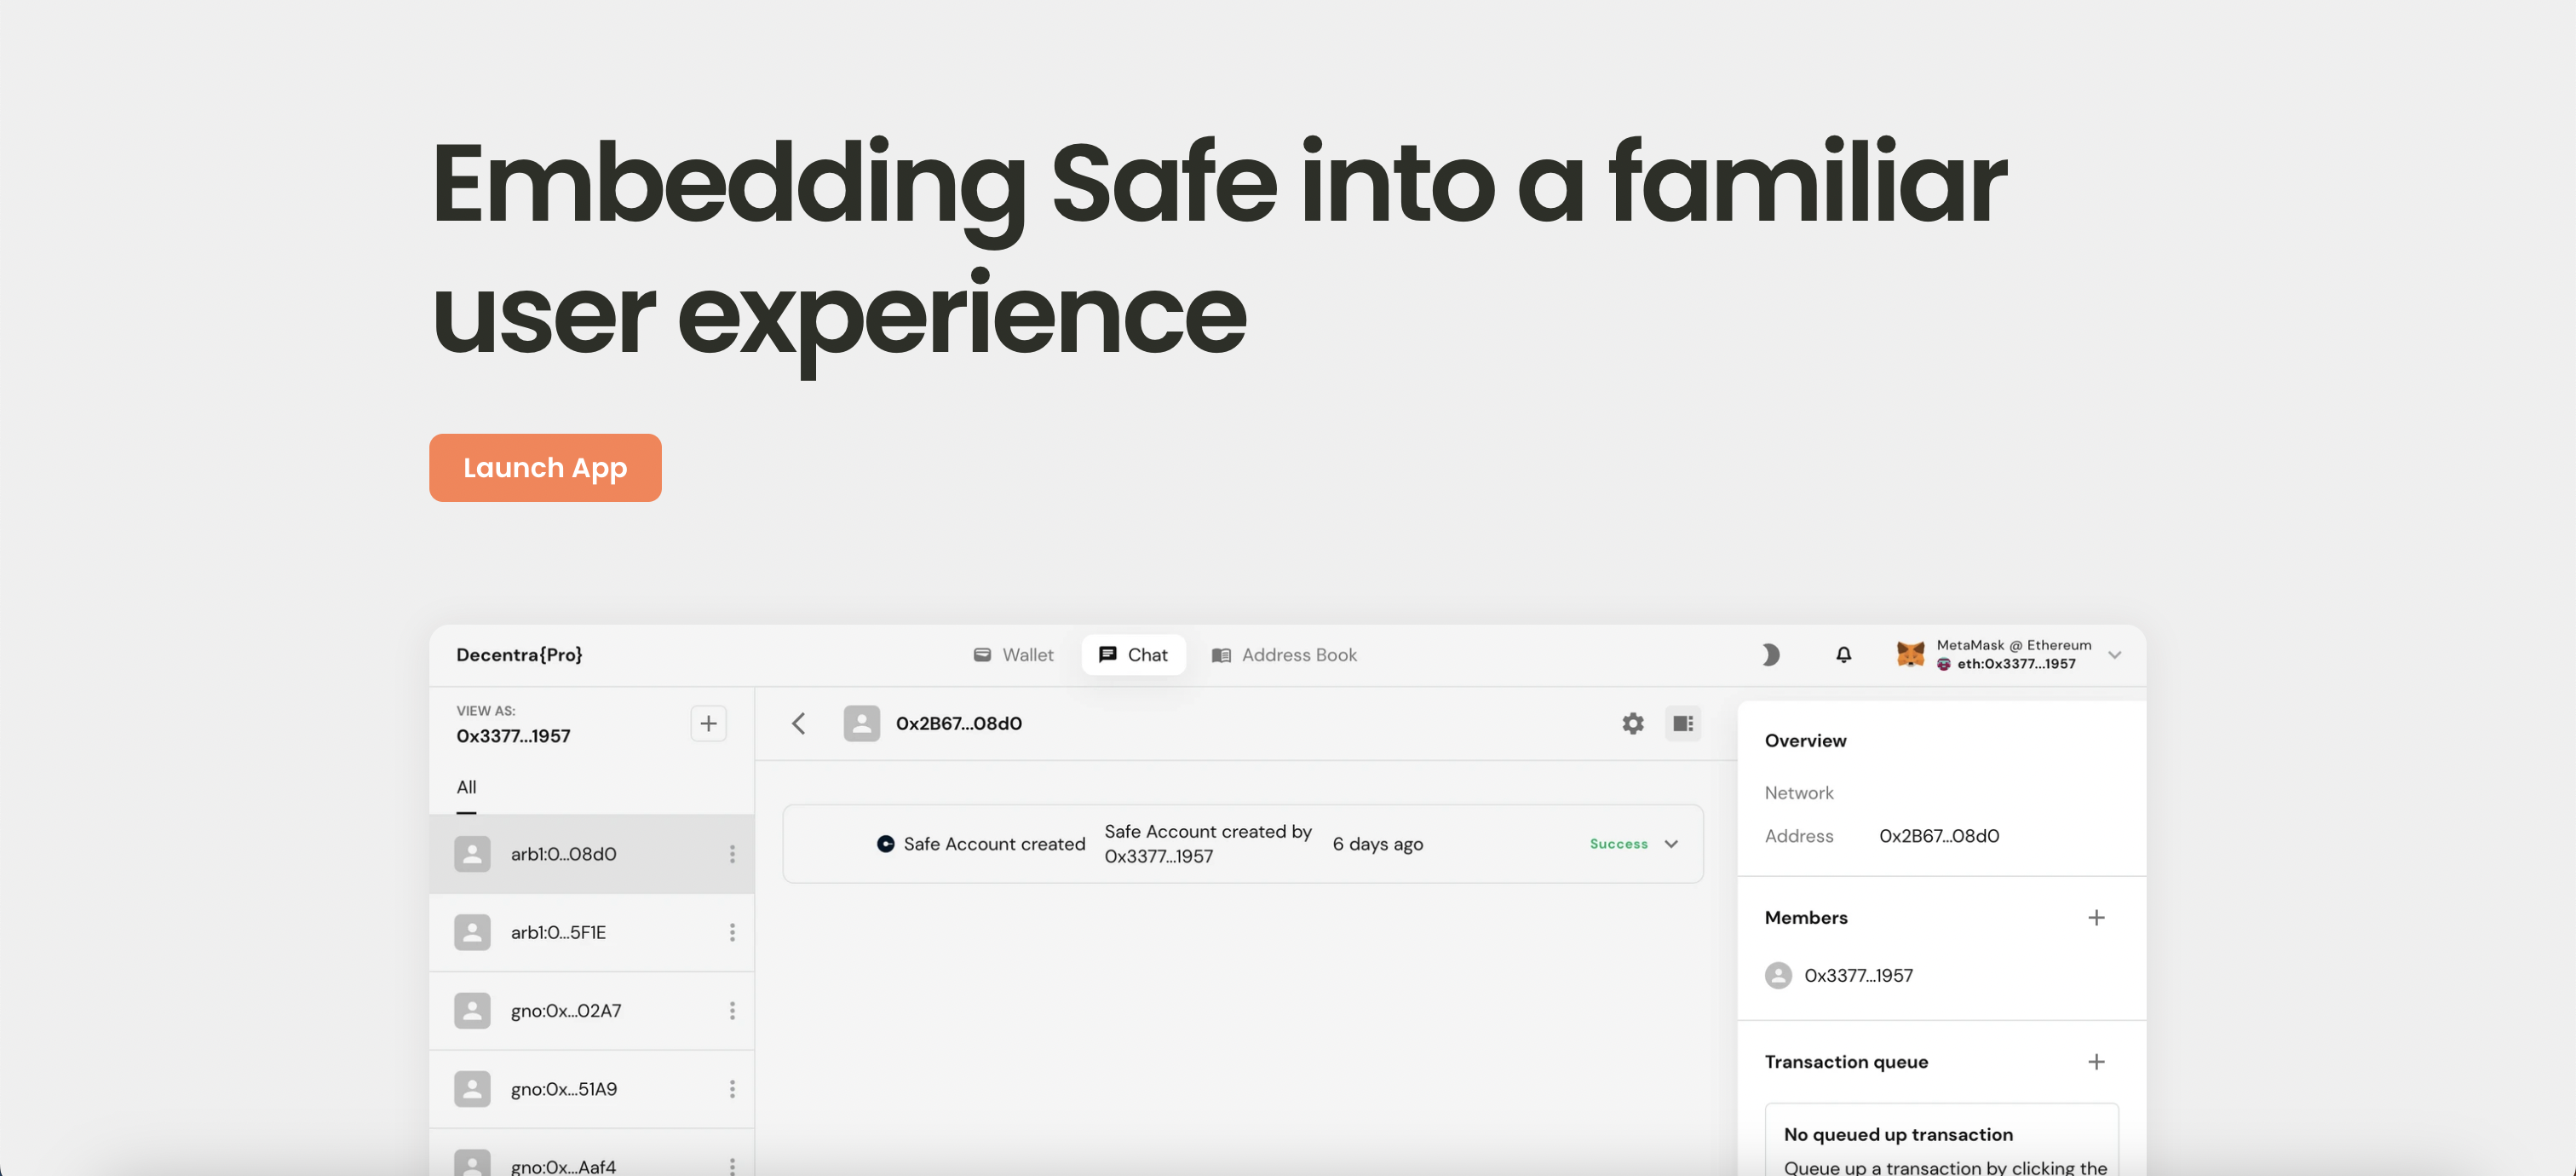 Embedding Safe into a familiar
user experience
Launch App
Decentra{Pro}
Wallet
Chat
Address Book
MetaMask @ Ethereum
eth:0x3377...1957
VIEW AS:
0x3377...1957
All
arb1:0...08d0
arb1:0...5F1E
gno:0x...02A7
gno:0x...51A9
gno:0x...Aaf4
0x2B67...08d0
Safe Account created
Safe Account created by
0x3377...1957
6 days ago
Success
Overview
Network
Address 0x2B67...08d0
Members
0x3377...1957
Transaction queue
No queued up transaction
Queue up a transaction by clicking the